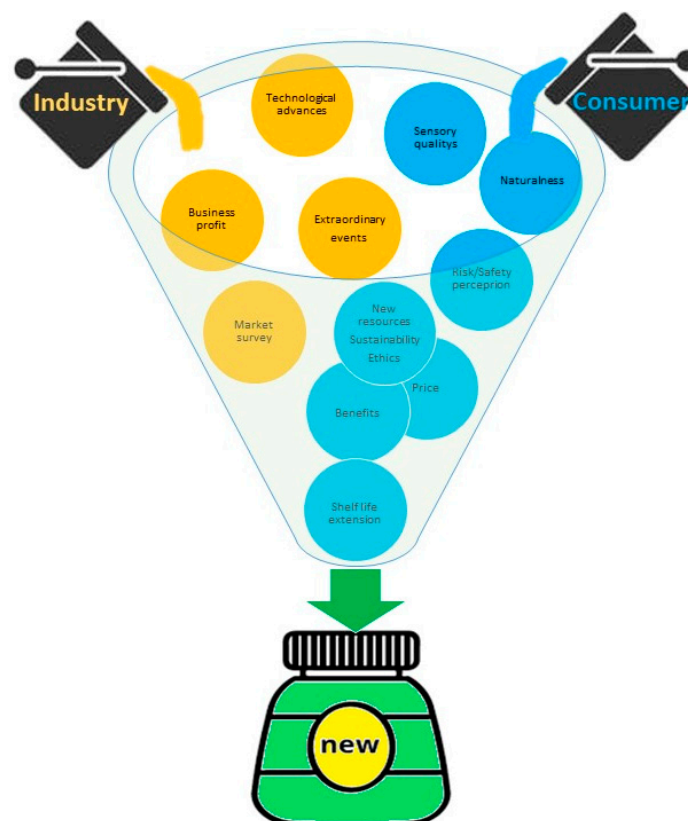 Industry
Consumer
Technological
advances
Sensory
qualitys
Naturalness
Business
profit
Extraordinary
events
Risk/Safety
perceprion
New
resources
Sustainability
Ethics
Market
survey
Price
Benefits
Shelf life
extension
new